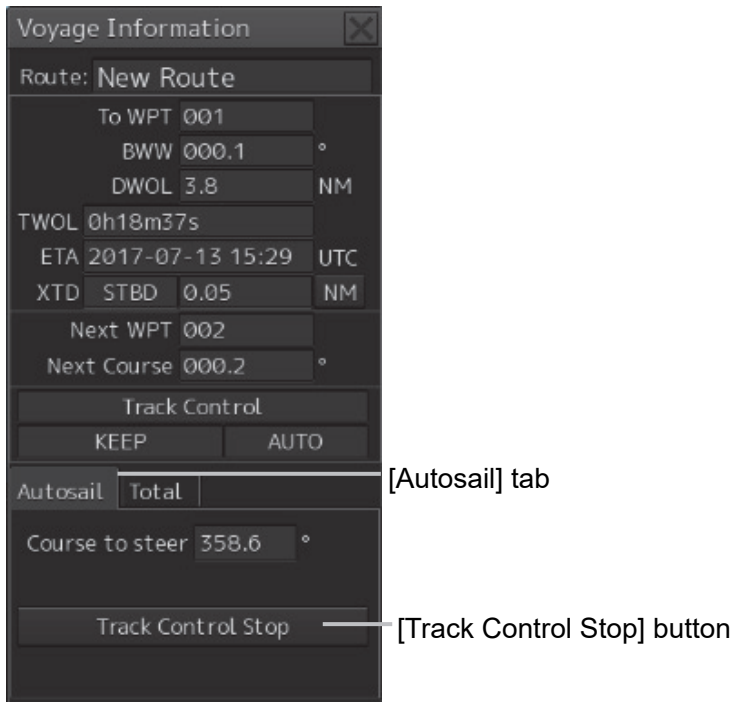 Voyage Information
Route: New Route
To WPT 001
BWW 000.1 °
DWOL 3.8 NM
TWOL 0h18m37s
ETA 2017-07-13 15:29 UTC
XTD STBD 0.05 NM
Next WPT 002
Next Course 000.2 °
Track Control
KEEP AUTO
Autosail Total
[Autosail] tab
Course to steer 358.6 °
Track Control Stop
[Track Control Stop] button